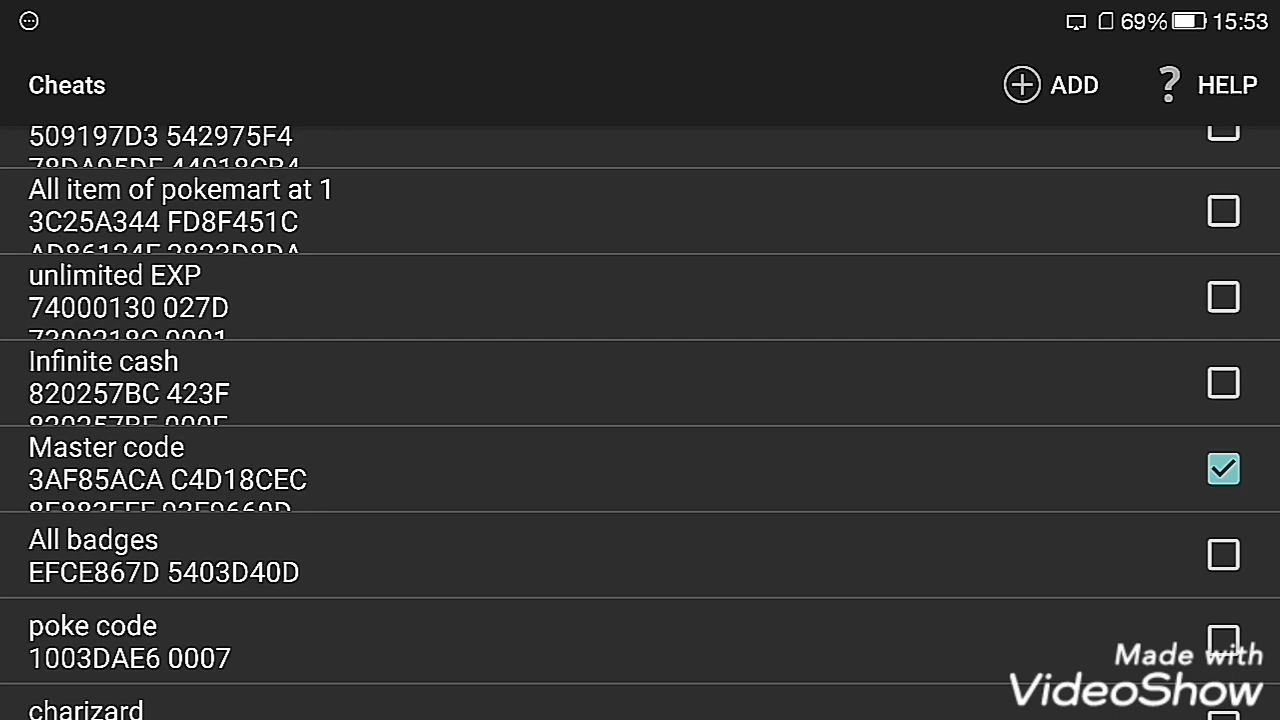 69% 15:53
Cheats
ADD
? HELP
509197D3 542975F4
All item of pokemart at 1
3C25A344 FD8F451C
unlimited EXP
74000130 027D
Infinite cash
820257BC 423F
Master code
3AF85ACA C4D18CEC
All badges
EFCE867D 5403D40D
poke code
1003DAE6 0007
charizard
Made with
VideoShow